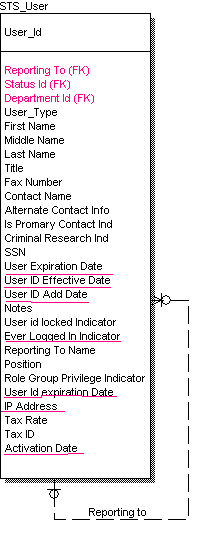 STS_User
User_Id
Reporting To (FK)
Status Id (FK)
Department Id (FK)
User_Type
First Name
Middle Name
Last Name
Title
Fax Number
Contact Name
Alternate Contact Info
Is Promary Contact Ind
Criminal Research Ind
SSN
User Expiration Date
User ID Effective Date
User ID Add Date
Notes
User id locked Indicator
Ever Logged In Indicator
Reporting To Name
Position
Role Group Privilege Indicator
User Id expiration Date
IP Address
Tax Rate
Tax ID
Activation Date
Reporting to